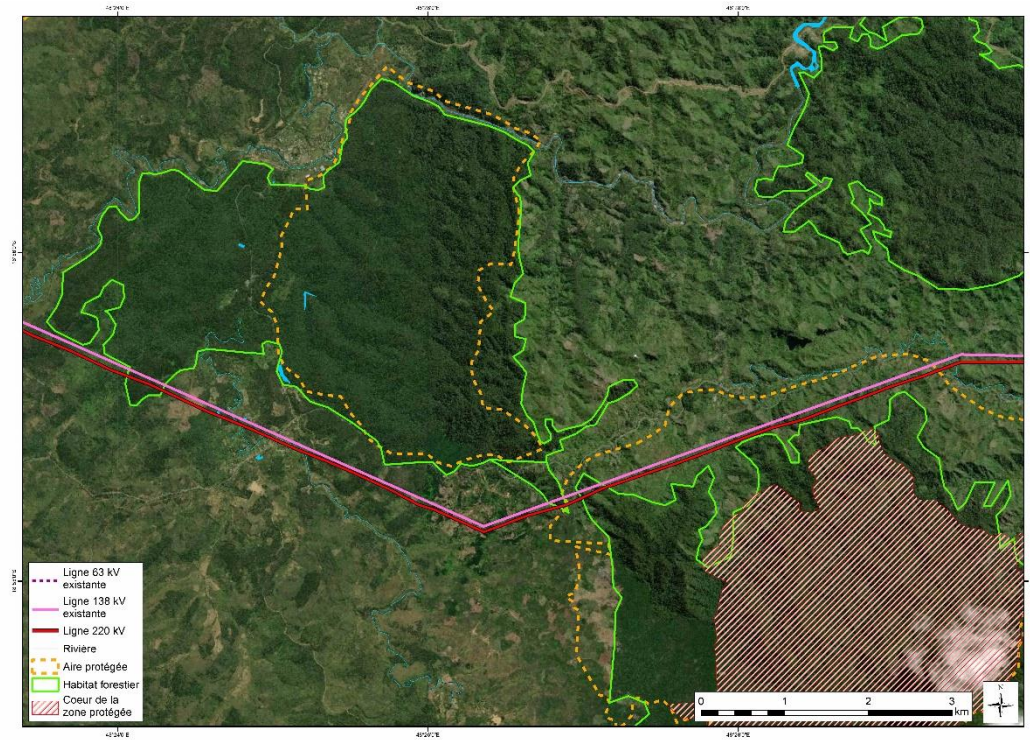 Ligne 63 kV
existante
Ligne 138 kV
existante
Ligne 220 kV
Rivière
Aire protégée
Habitat forestier
Coeur de la
zone protégée
0 1 2 3
km
N